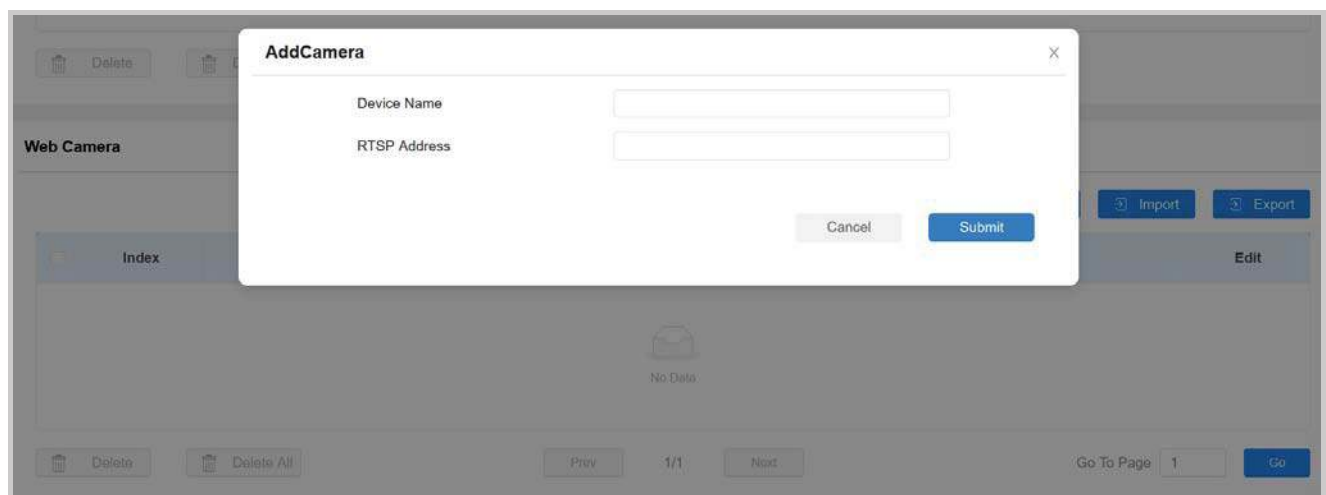 AddCamera
Delete
Device Name
RTSP Address
Web Camera
Import Export
Cancel Submit
Index Edit
No Data
Delete Delete All Prev 1/1 Next Go To Page 1 Go